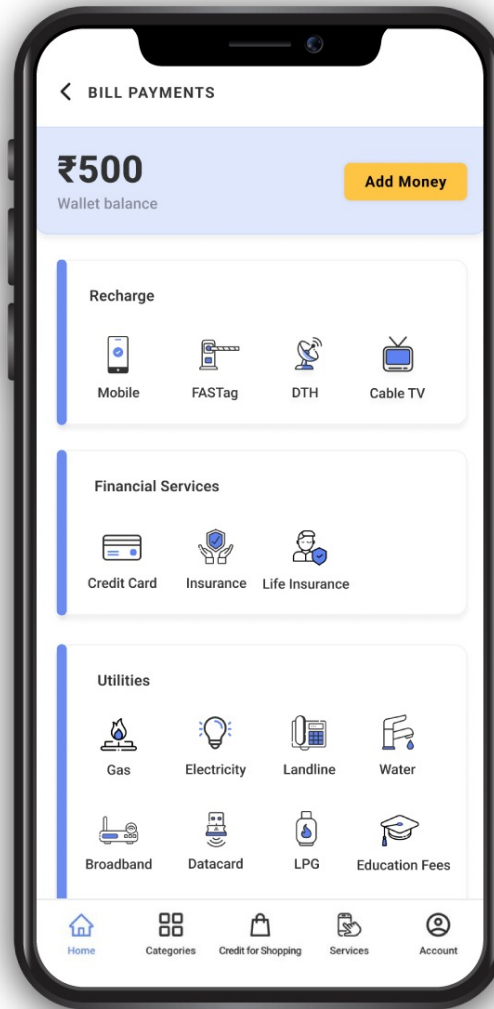 BILL PAYMENTS
₹500
Add Money
Wallet balance
Recharge
Mobile FASTag DTH Cable TV
Financial Services
Credit Card Insurance Life Insurance
Utilities
Gas Electricity Landline Water
Broadband Datacard LPG Education Fees
Home Categories Credit for Shopping Services Account